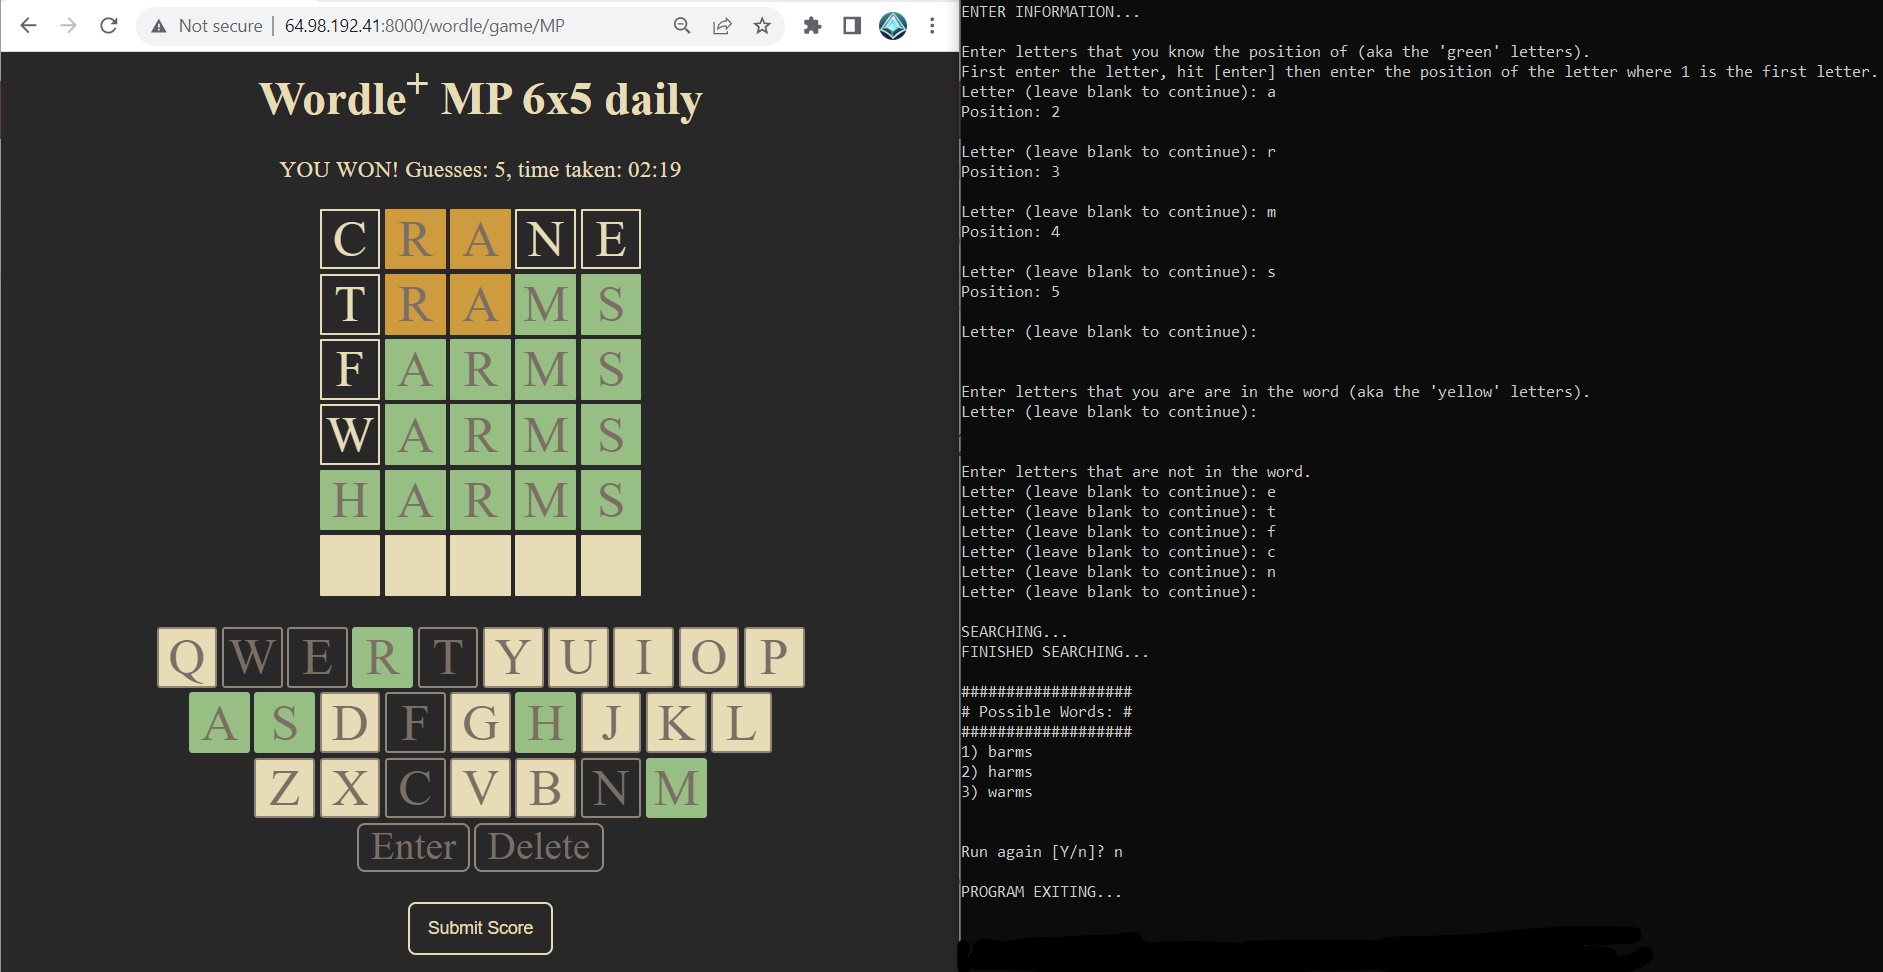 Not secure | 64.98.192.41:8000/wordle/game/MP
Wordle+ MP 6x5 daily
YOU WON! Guesses: 5, time taken: 02:19
C R A N E
T R A M S
F A R M S
W A R M S
H A R M S
Q W E R T Y U I O P
A S D F G H J K L
Z X C V B N M
Enter Delete
Submit Score
ENTER INFORMATION...
Enter letters that you know the position of (aka the 'green' letters).
First enter the letter, hit [enter] then enter the position of the letter where 1 is the first letter.
Letter (leave blank to continue): a
Position: 2
Letter (leave blank to continue): r
Position: 3
Letter (leave blank to continue): m
Position: 4
Letter (leave blank to continue): s
Position: 5
Letter (leave blank to continue):
Enter letters that you are are in the word (aka the 'yellow' letters).
Letter (leave blank to continue):
Enter letters that are not in the word.
Letter (leave blank to continue): e
Letter (leave blank to continue): t
Letter (leave blank to continue): f
Letter (leave blank to continue): c
Letter (leave blank to continue): n
Letter (leave blank to continue):
SEARCHING...
FINISHED SEARCHING...
###################
# Possible Words: #
###################
1) barms
2) harms
3) warms
Run again [Y/n]? n
PROGRAM EXITING...